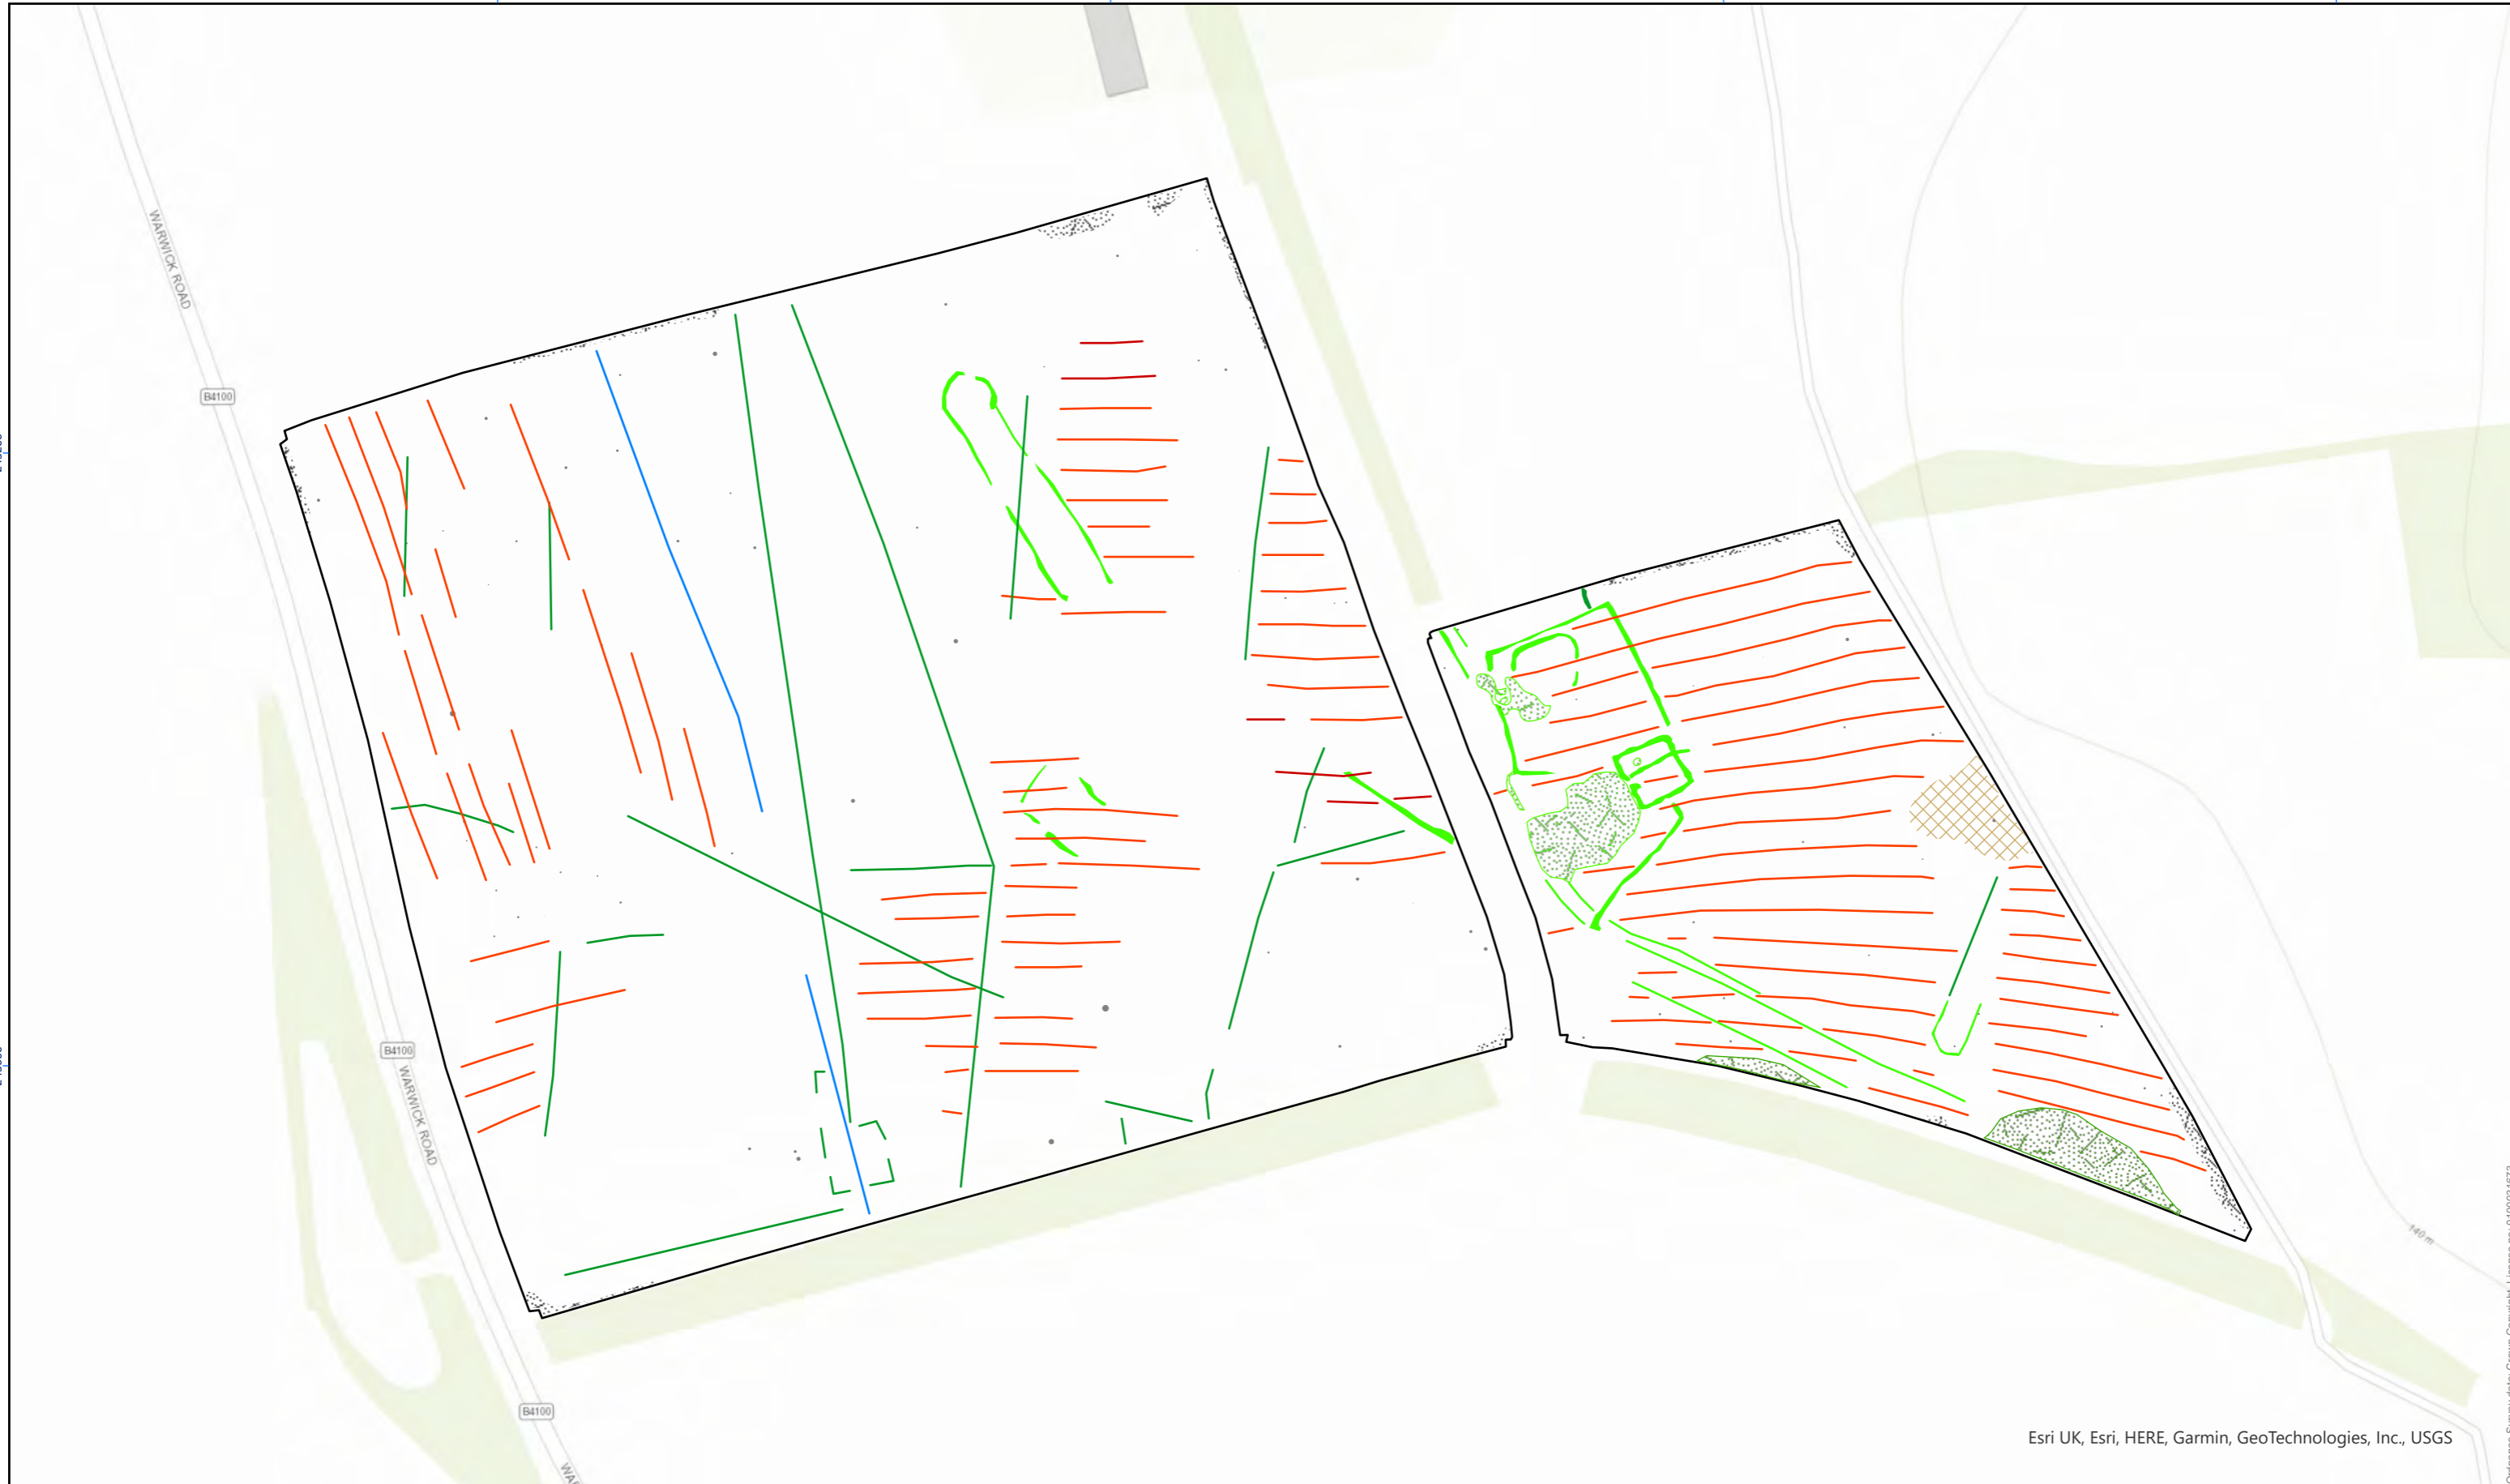 WARWICK ROAD
B4100
B4100
WARWICK ROAD
140 m
B4100
Esri UK, Esri, HERE, Garmin, GeoTechnologies, Inc., USGS